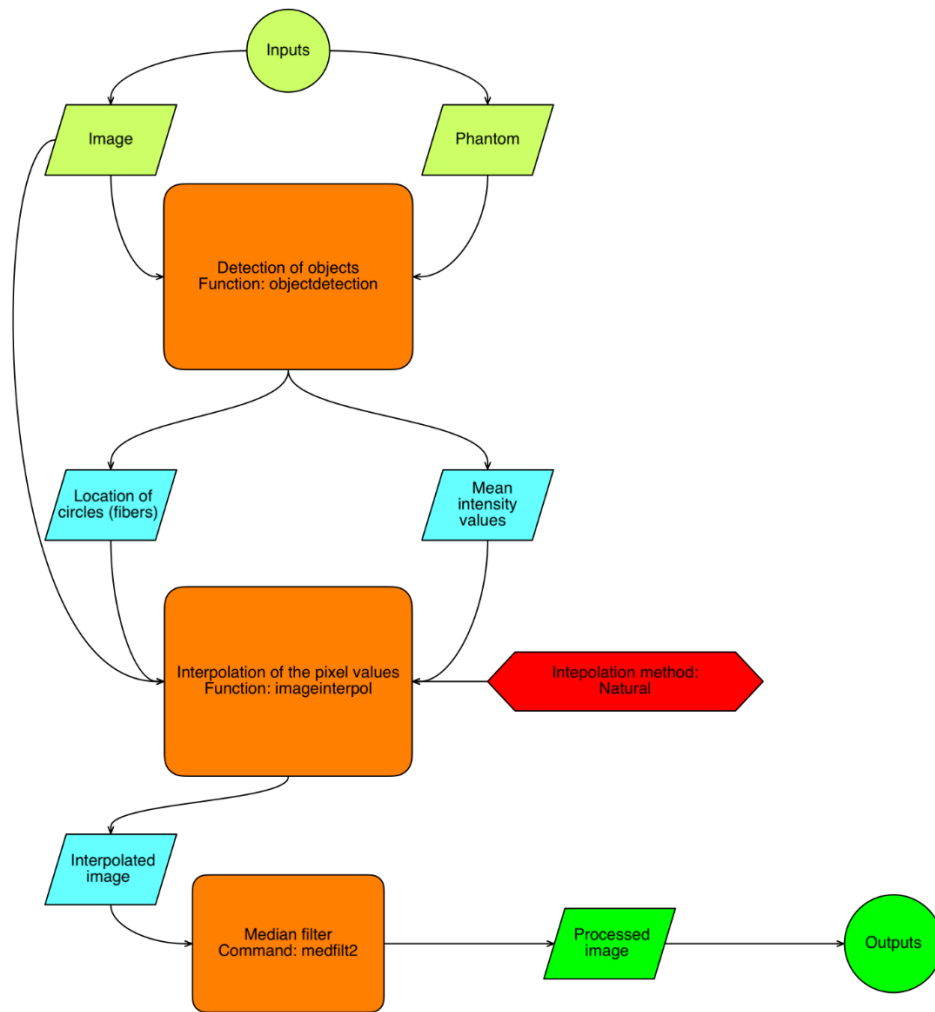 Inputs
Image
Phantom
Detection of objects
Function: objectdetection
Location of
circles (fibers)
Mean
intensity
values
Interpolation of the pixel values
Function: imageinterpol
Intepolation method:
Natural
Interpolated
image
Median filter
Command: medfilt2
Processed
image
Outputs